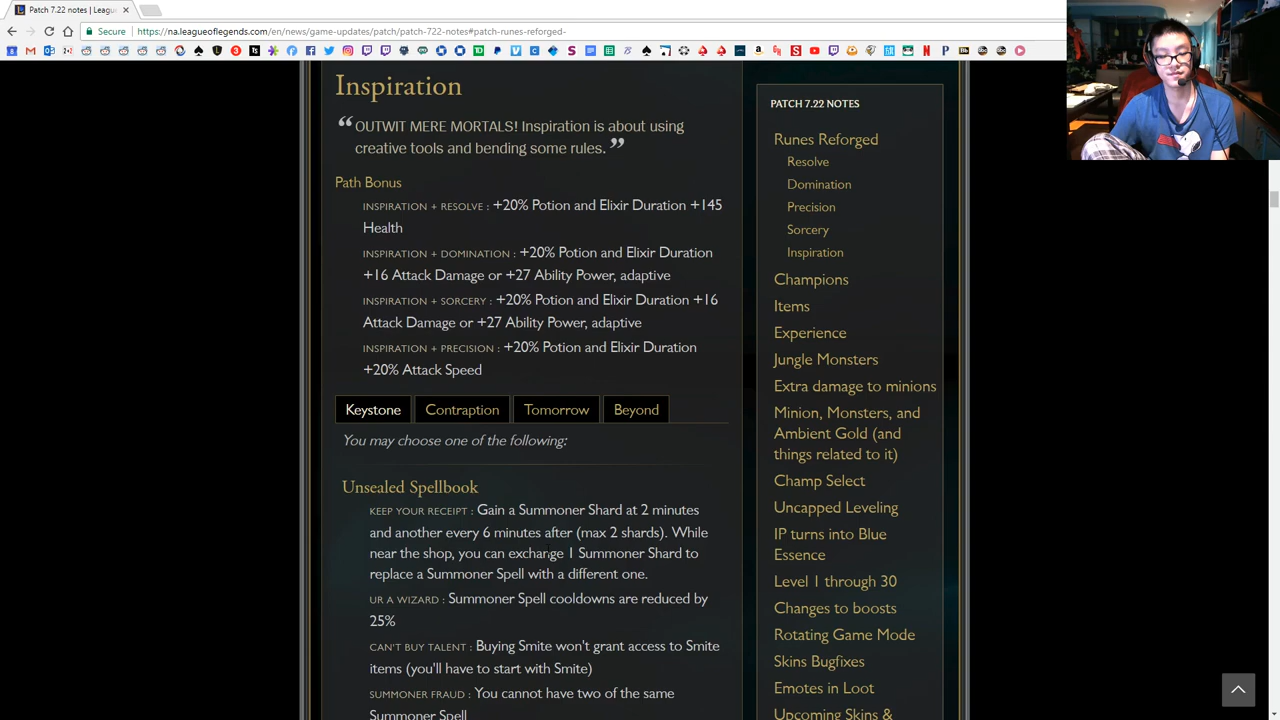 Patch 7.22 notes | Leagu
Secure | https://na.leagueoflegends.com/en/news/game-updates/patch/patch-722-notes#patch-runes-reforged-
Inspiration
“ OUTWIT MERE MORTALS! Inspiration is about using
creative tools and bending some rules. ”
Path Bonus
INSPIRATION + RESOLVE : +20% Potion and Elixir Duration +145
Health
INSPIRATION + DOMINATION : +20% Potion and Elixir Duration
+16 Attack Damage or +27 Ability Power, adaptive
INSPIRATION + SORCERY : +20% Potion and Elixir Duration +16
Attack Damage or +27 Ability Power, adaptive
INSPIRATION + PRECISION : +20% Potion and Elixir Duration
+20% Attack Speed
Keystone Contraption Tomorrow Beyond
You may choose one of the following:
Unsealed Spellbook
KEEP YOUR RECEIPT : Gain a Summoner Shard at 2 minutes
and another every 6 minutes after (max 2 shards). While
near the shop, you can exchange 1 Summoner Shard to
replace a Summoner Spell with a different one.
UR A WIZARD : Summoner Spell cooldowns are reduced by
25%
CAN'T BUY TALENT : Buying Smite won't grant access to Smite
items (you'll have to start with Smite)
SUMMONER FRAUD : You cannot have two of the same
Summoner Spell
PATCH 7.22 NOTES
Runes Reforged
Resolve
Domination
Precision
Sorcery
Inspiration
Champions
Items
Experience
Jungle Monsters
Extra damage to minions
Minion, Monsters, and
Ambient Gold (and
things related to it)
Champ Select
Uncapped Leveling
IP turns into Blue
Essence
Level 1 through 30
Changes to boosts
Rotating Game Mode
Skins Bugfixes
Emotes in Loot
Upcoming Skins &